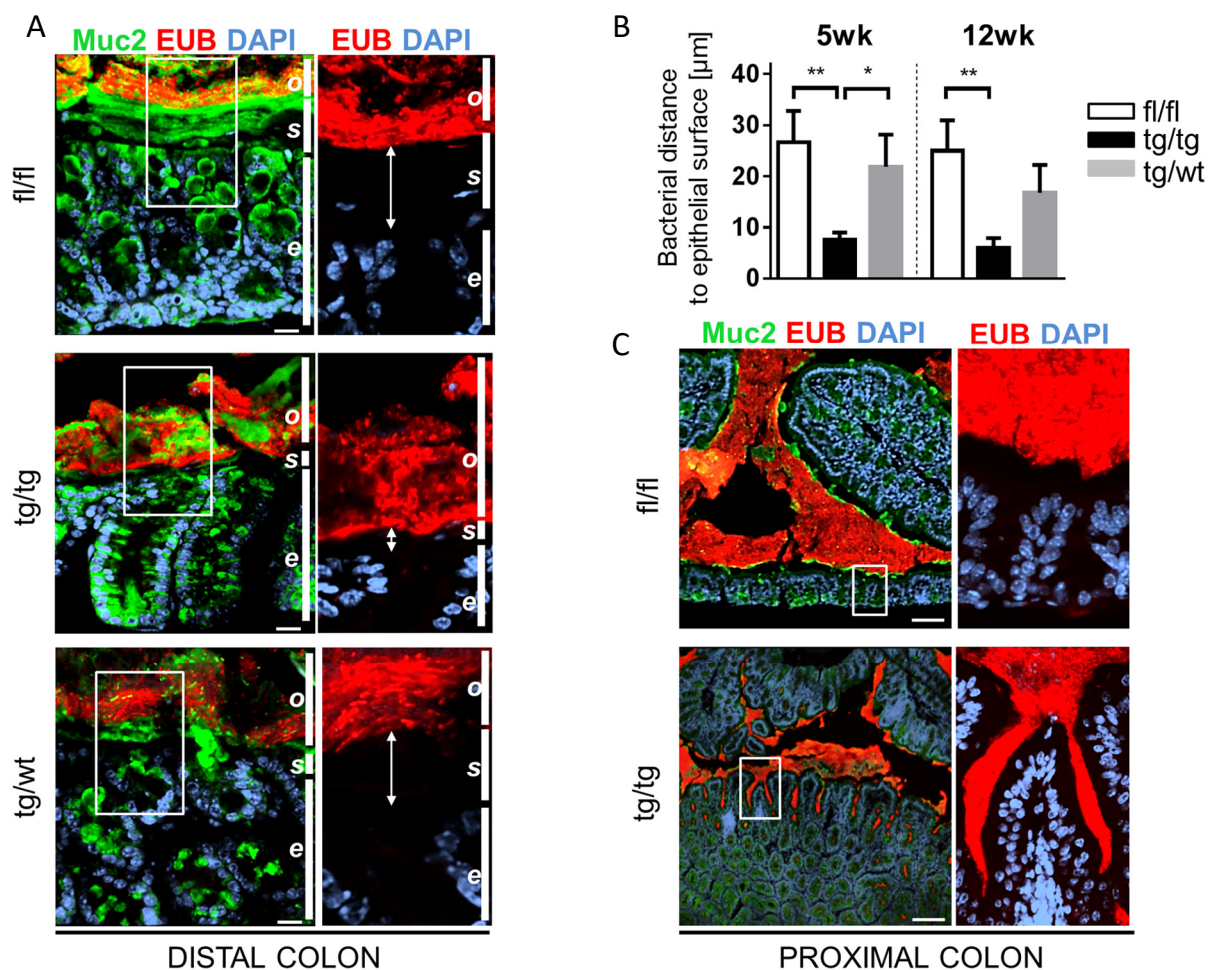 A
Muc2 EUB DAPI EUB DAPI
fl/fl
o
s
e
o
s
e
tg/tg
o
s
e
o
s
e
tg/wt
o
s
e
o
s
e
DISTAL COLON
B
5wk 12wk
Bacterial distance
to epithelial surface [µm]
40
30
20
10
0
** * **
fl/fl
tg/tg
tg/wt
C
Muc2 EUB DAPI EUB DAPI
fl/fl
tg/tg
PROXIMAL COLON